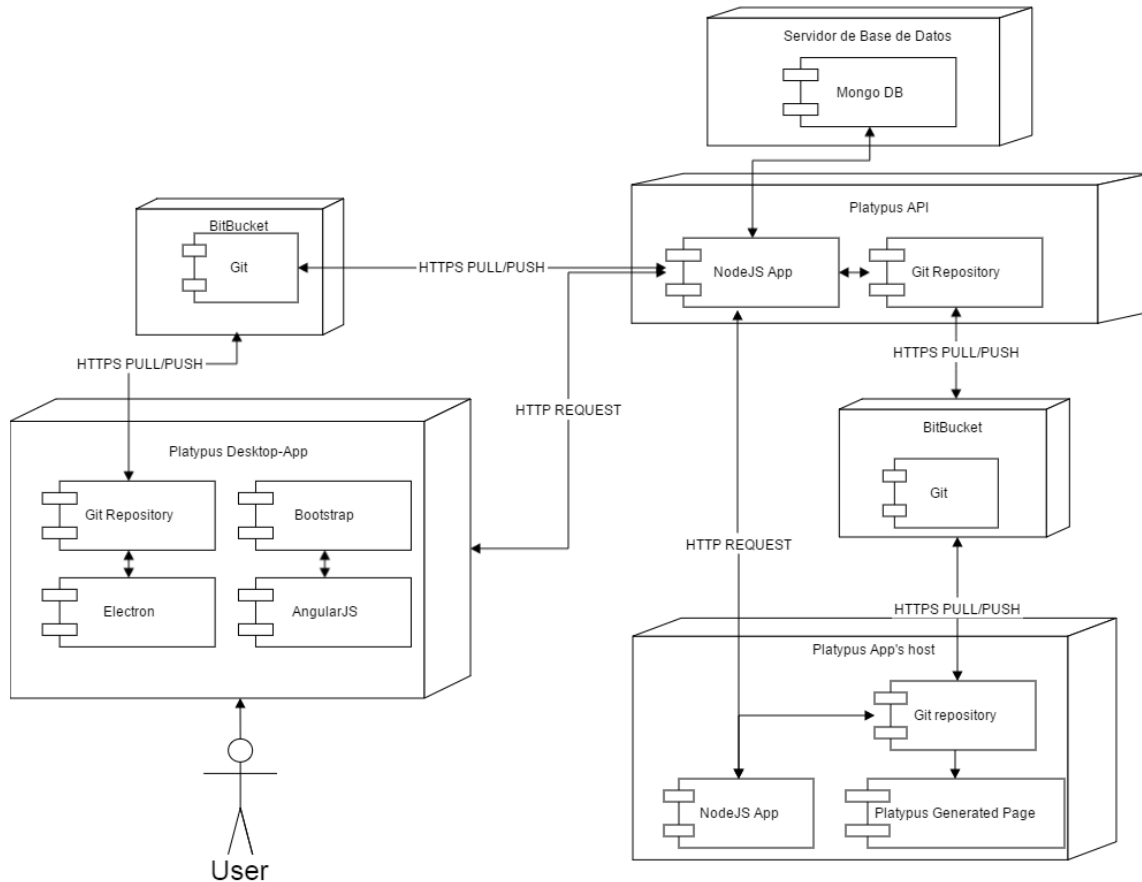 Servidor de Base de Datos
Mongo DB
Platypus API
NodeJS App
Git Repository
BitBucket
Git
HTTPS PULL/PUSH
HTTPS PULL/PUSH
HTTP REQUEST
Platypus Desktop-App
Git Repository
Bootstrap
Electron
AngularJS
User
HTTPS PULL/PUSH
BitBucket
Git
HTTP REQUEST
HTTPS PULL/PUSH
Platypus App's host
Git repository
NodeJS App
Platypus Generated Page